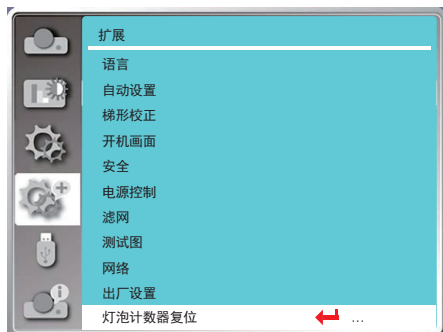 扩展
语言
自动设置
梯形校正
开机画面
安全
电源控制
滤网
测试图
网络
出厂设置
灯泡计数器复位 ...